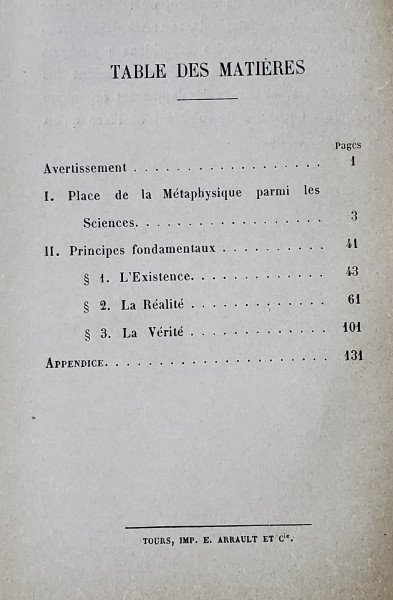 TABLE DES MATIÈRES
Pages
Avertissement . . . . . . . . . . . . . . . . . . 1
I. Place de la Métaphysique parmi les
Sciences. . . . . . . . . . . . . . . . . . 3
II. Principes fondamentaux . . . . . . . . . . 41
§ 1. L'Existence. . . . . . . . . . . . . 43
§ 2. La Réalité . . . . . . . . . . . . . 61
§ 3. La Vérité . . . . . . . . . . . . . 101
APPENDICE. . . . . . . . . . . . . . . . . . . . 131
TOURS, IMP. E. ARRAULT ET Cie.